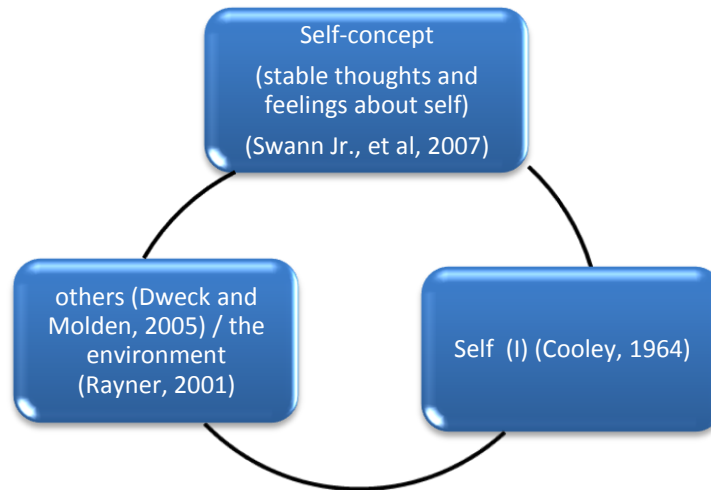 Self-concept
(stable thoughts and
feelings about self)
(Swann Jr., et al, 2007)
others (Dweck and
Molden, 2005) / the
environment
(Rayner, 2001)
Self (I) (Cooley, 1964)